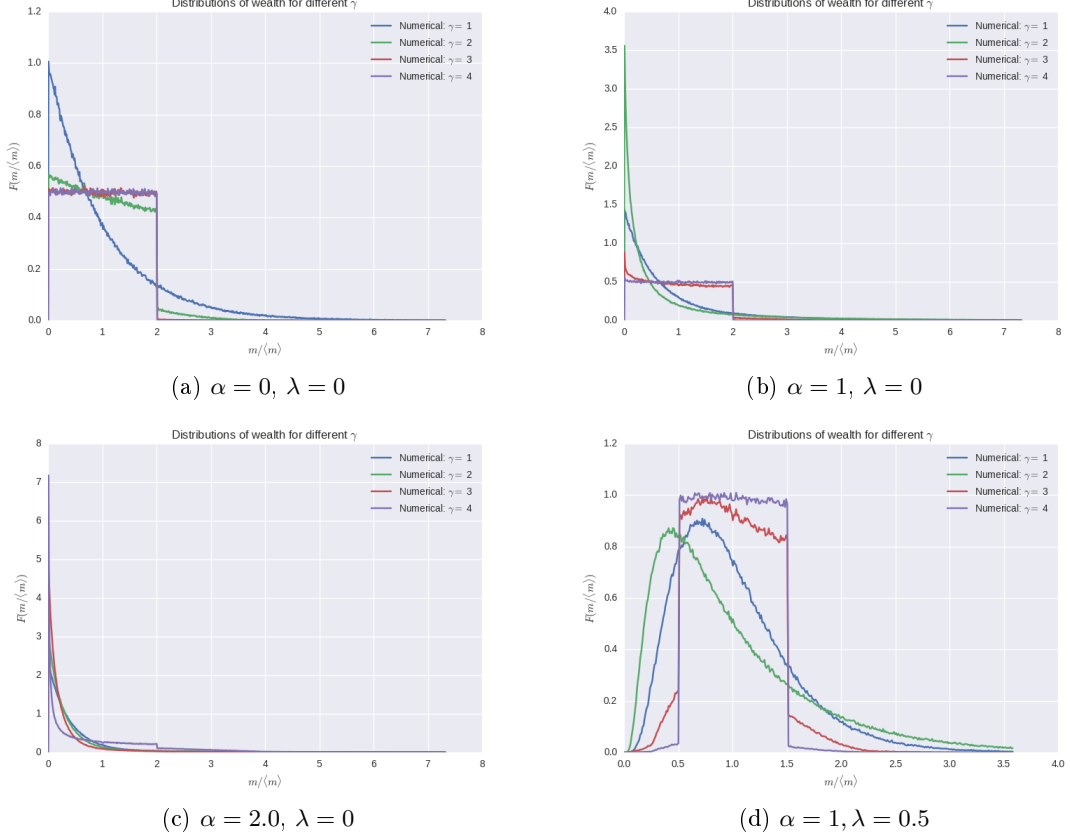 Distributions of wealth for different γ
1.2
1.0
0.8
0.6
0.4
0.2
0.0
F(m/⟨m⟩)
0 1 2 3 4 5 6 7 8
m/⟨m⟩
Numerical: γ = 1
Numerical: γ = 2
Numerical: γ = 3
Numerical: γ = 4
(a) α = 0, λ = 0
Distributions of wealth for different γ
4.0
3.5
3.0
2.5
2.0
1.5
1.0
0.5
0.0
F(m/⟨m⟩)
0 1 2 3 4 5 6 7 8
m/⟨m⟩
Numerical: γ = 1
Numerical: γ = 2
Numerical: γ = 3
Numerical: γ = 4
(b) α = 1, λ = 0
Distributions of wealth for different γ
8
7
6
5
4
3
2
1
0
F(m/⟨m⟩)
0 1 2 3 4 5 6 7 8
m/⟨m⟩
Numerical: γ = 1
Numerical: γ = 2
Numerical: γ = 3
Numerical: γ = 4
(c) α = 2.0, λ = 0
Distributions of wealth for different γ
1.2
1.0
0.8
0.6
0.4
0.2
0.0
F(m/⟨m⟩)
0.0 0.5 1.0 1.5 2.0 2.5 3.0 3.5 4.0
m/⟨m⟩
Numerical: γ = 1
Numerical: γ = 2
Numerical: γ = 3
Numerical: γ = 4
(d) α = 1, λ = 0.5